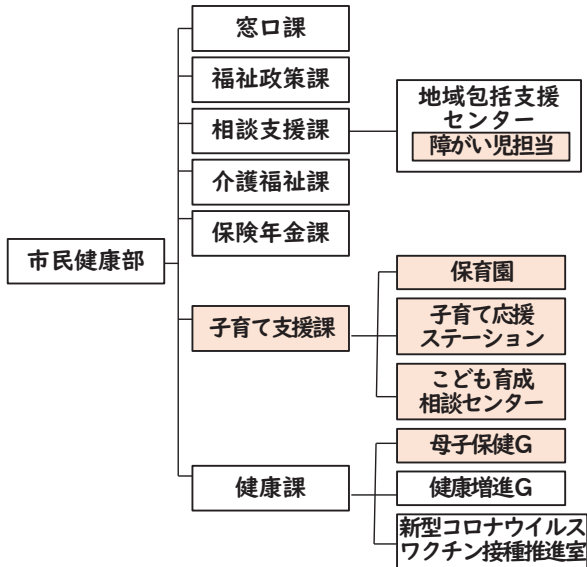 市民健康部
窓口課
福祉政策課
相談支援課
地域包括支援
センター
障がい児担当
介護福祉課
保険年金課
子育て支援課
保育園
子育て応援
ステーション
こども育成
相談センター
健康課
母子保健G
健康増進G
新型コロナウイルス
ワクチン接種推進室